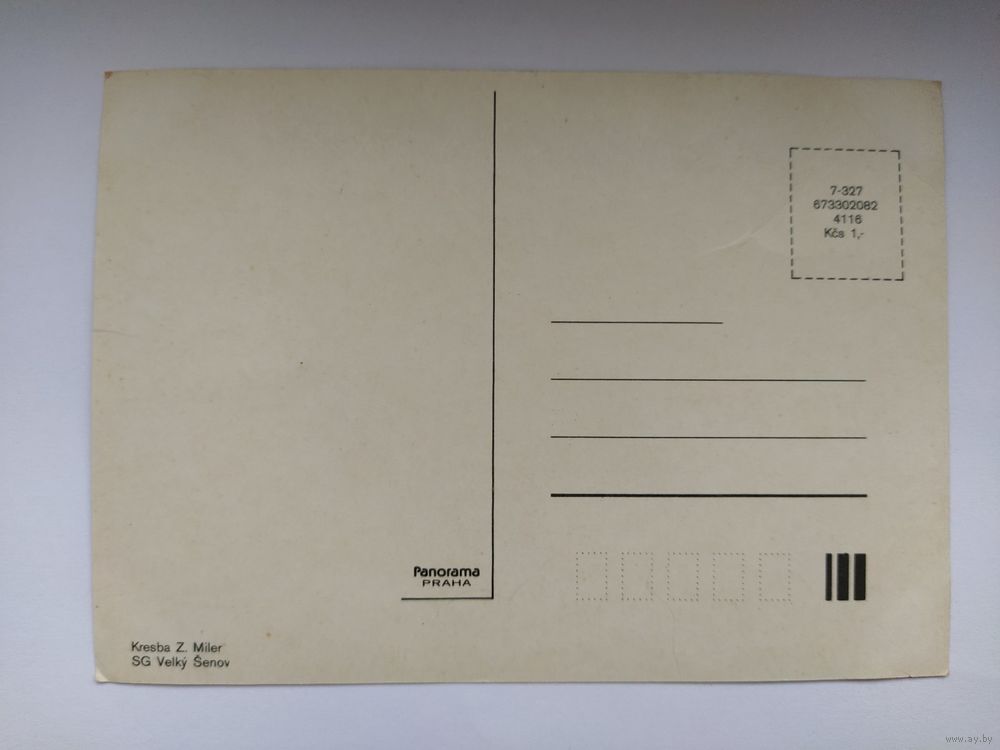 7-327
673302082
4116
Kčs 1,-
Panorama
PRAHA
Kresba Z. Miler
SG Velký Šenov
www.ay.by